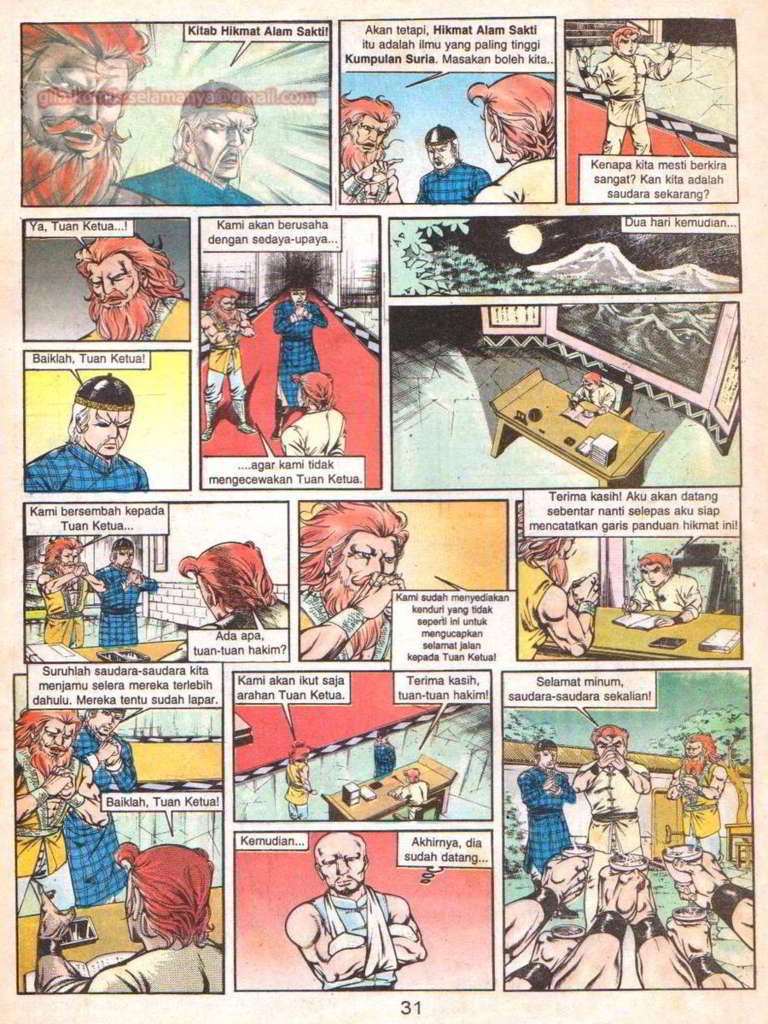 Kitab Hikmat Alam Sakti!
Akan tetapi, Hikmat Alam Sakti
itu adalah ilmu yang paling tinggi
Kumpulan Suria. Masakan boleh kita..
Kenapa kita mesti berkira
sangat? Kan kita adalah
saudara sekarang?
Ya, Tuan Ketua...!
Baiklah, Tuan Ketua!
Kami akan berusaha
dengan sedaya-upaya...
....agar kami tidak
mengecewakan Tuan Ketua.
Dua hari kemudian...
Kami bersembah kepada
Tuan Ketua...
Ada apa,
tuan-tuan hakim?
Kami sudah menyediakan
kenduri yang tidak
seperti ini untuk
mengucapkan
selamat jalan
kepada Tuan Ketua!
Terima kasih! Aku akan datang
sebentar nanti selepas aku siap
mencatatkan garis panduan hikmat ini!
Suruhlah saudara-saudara kita
menjamu selera mereka terlebih
dahulu. Mereka tentu sudah lapar.
Baiklah, Tuan Ketua!
Kami akan ikut saja
arahan Tuan Ketua.
Terima kasih,
tuan-tuan hakim!
Kemudian...
Akhirnya, dia
sudah datang...
Selamat minum,
saudara-saudara sekalian!
31